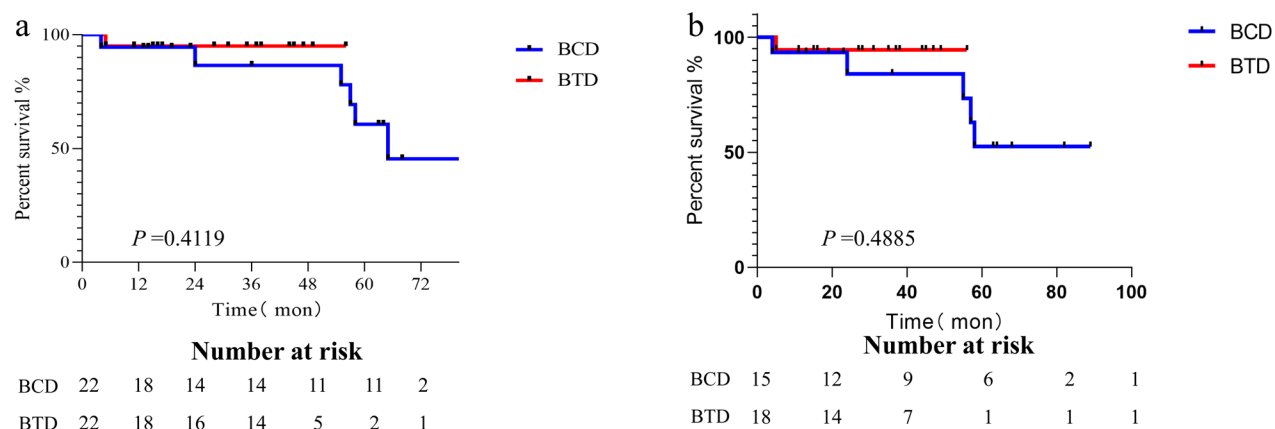 a
100
50
0
Percent survival %
BCD
BTD
P =0.4119
0 12 24 36 48 60 72
Time( mon)
Number at risk
BCD 22 18 14 14 11 11 2
BTD 22 18 16 14 5 2 1
b
100
50
0
Percent survival %
BCD
BTD
P =0.4885
0 20 40 60 80 100
Time( mon)
Number at risk
BCD 15 12 9 6 2 1
BTD 18 14 7 1 1 1